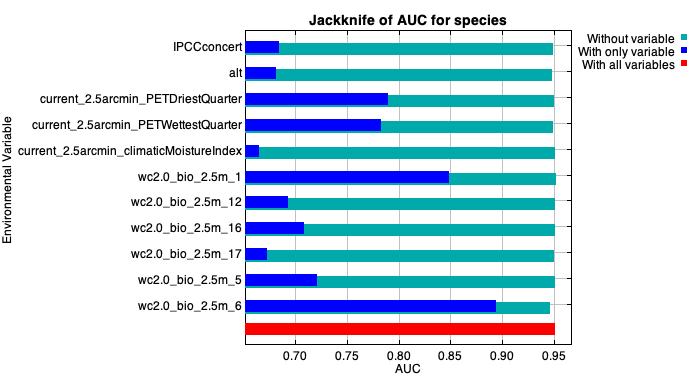 Jackknife of AUC for species
Without variable
With only variable
With all variables
Environmental Variable
IPCCconcert
alt
current_2.5arcmin_PETDriestQuarter
current_2.5arcmin_PETWettestQuarter
current_2.5arcmin_climaticMoistureIndex
wc2.0_bio_2.5m_1
wc2.0_bio_2.5m_12
wc2.0_bio_2.5m_16
wc2.0_bio_2.5m_17
wc2.0_bio_2.5m_5
wc2.0_bio_2.5m_6
0.70 0.75 0.80 0.85 0.90 0.95
AUC